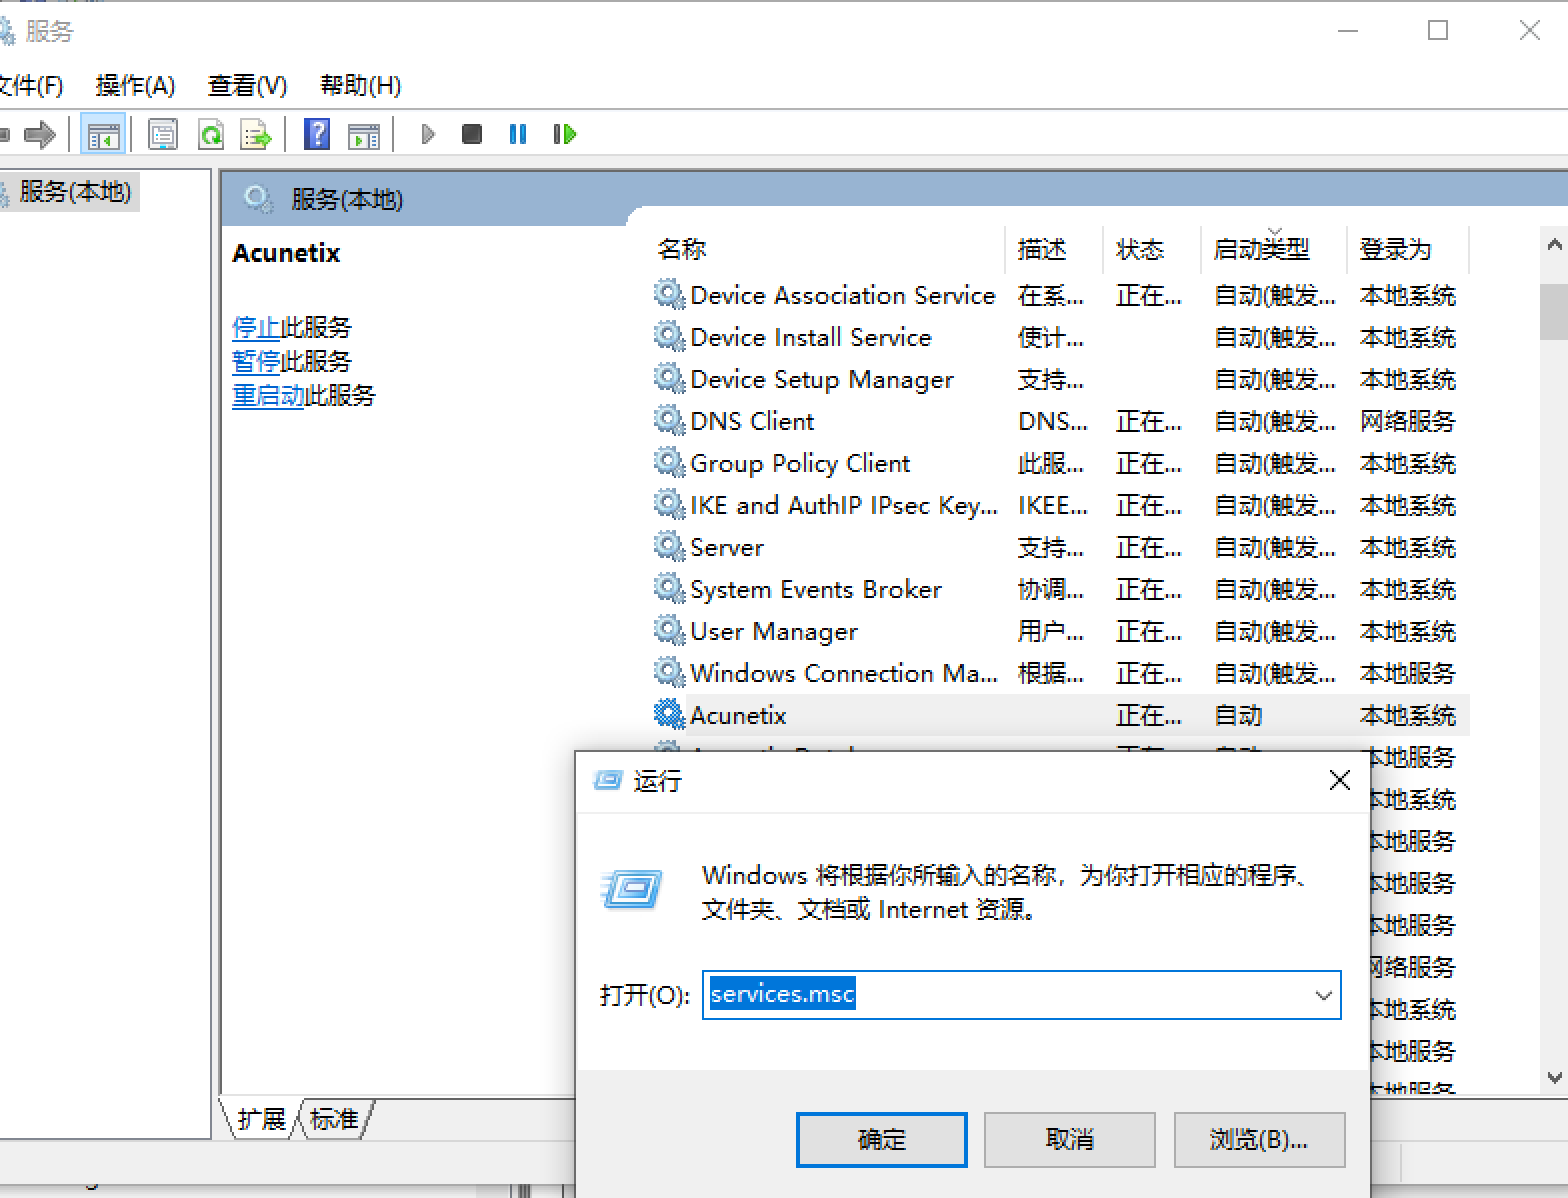 服务
文件(F) 操作(A) 查看(V) 帮助(H)
服务(本地)
服务(本地)
Acunetix
停止此服务
暂停此服务
重启动此服务
名称 描述 状态 启动类型 登录为
Device Association Service 在系... 正在... 自动(触发... 本地系统
Device Install Service 使计... 自动(触发... 本地系统
Device Setup Manager 支持... 自动(触发... 本地系统
DNS Client DNS... 正在... 自动(触发... 网络服务
Group Policy Client 此服... 正在... 自动(触发... 本地系统
IKE and AuthIP IPsec Key... IKEE... 正在... 自动(触发... 本地系统
Server 支持... 正在... 自动(触发... 本地系统
System Events Broker 协调... 正在... 自动(触发... 本地系统
User Manager 用户... 正在... 自动(触发... 本地系统
Windows Connection Ma... 根据... 正在... 自动(触发... 本地服务
Acunetix 正在... 自动 本地系统
本地服务
本地系统
本地服务
本地服务
本地服务
网络服务
本地系统
本地服务
本地服务
运行
Windows 将根据你所输入的名称，为你打开相应的程序、
文件夹、文档或 Internet 资源。
打开(O): services.msc
确定 取消 浏览(B)...
扩展 标准